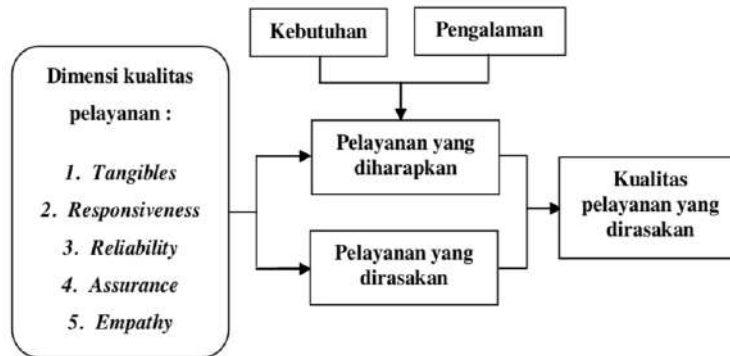 Kebutuhan
Pengalaman
Dimensi kualitas
pelayanan :
1. Tangibles
2. Responsiveness
3. Reliability
4. Assurance
5. Empathy
Pelayanan yang
diharapkan
Pelayanan yang
dirasakan
Kualitas
pelayanan yang
dirasakan